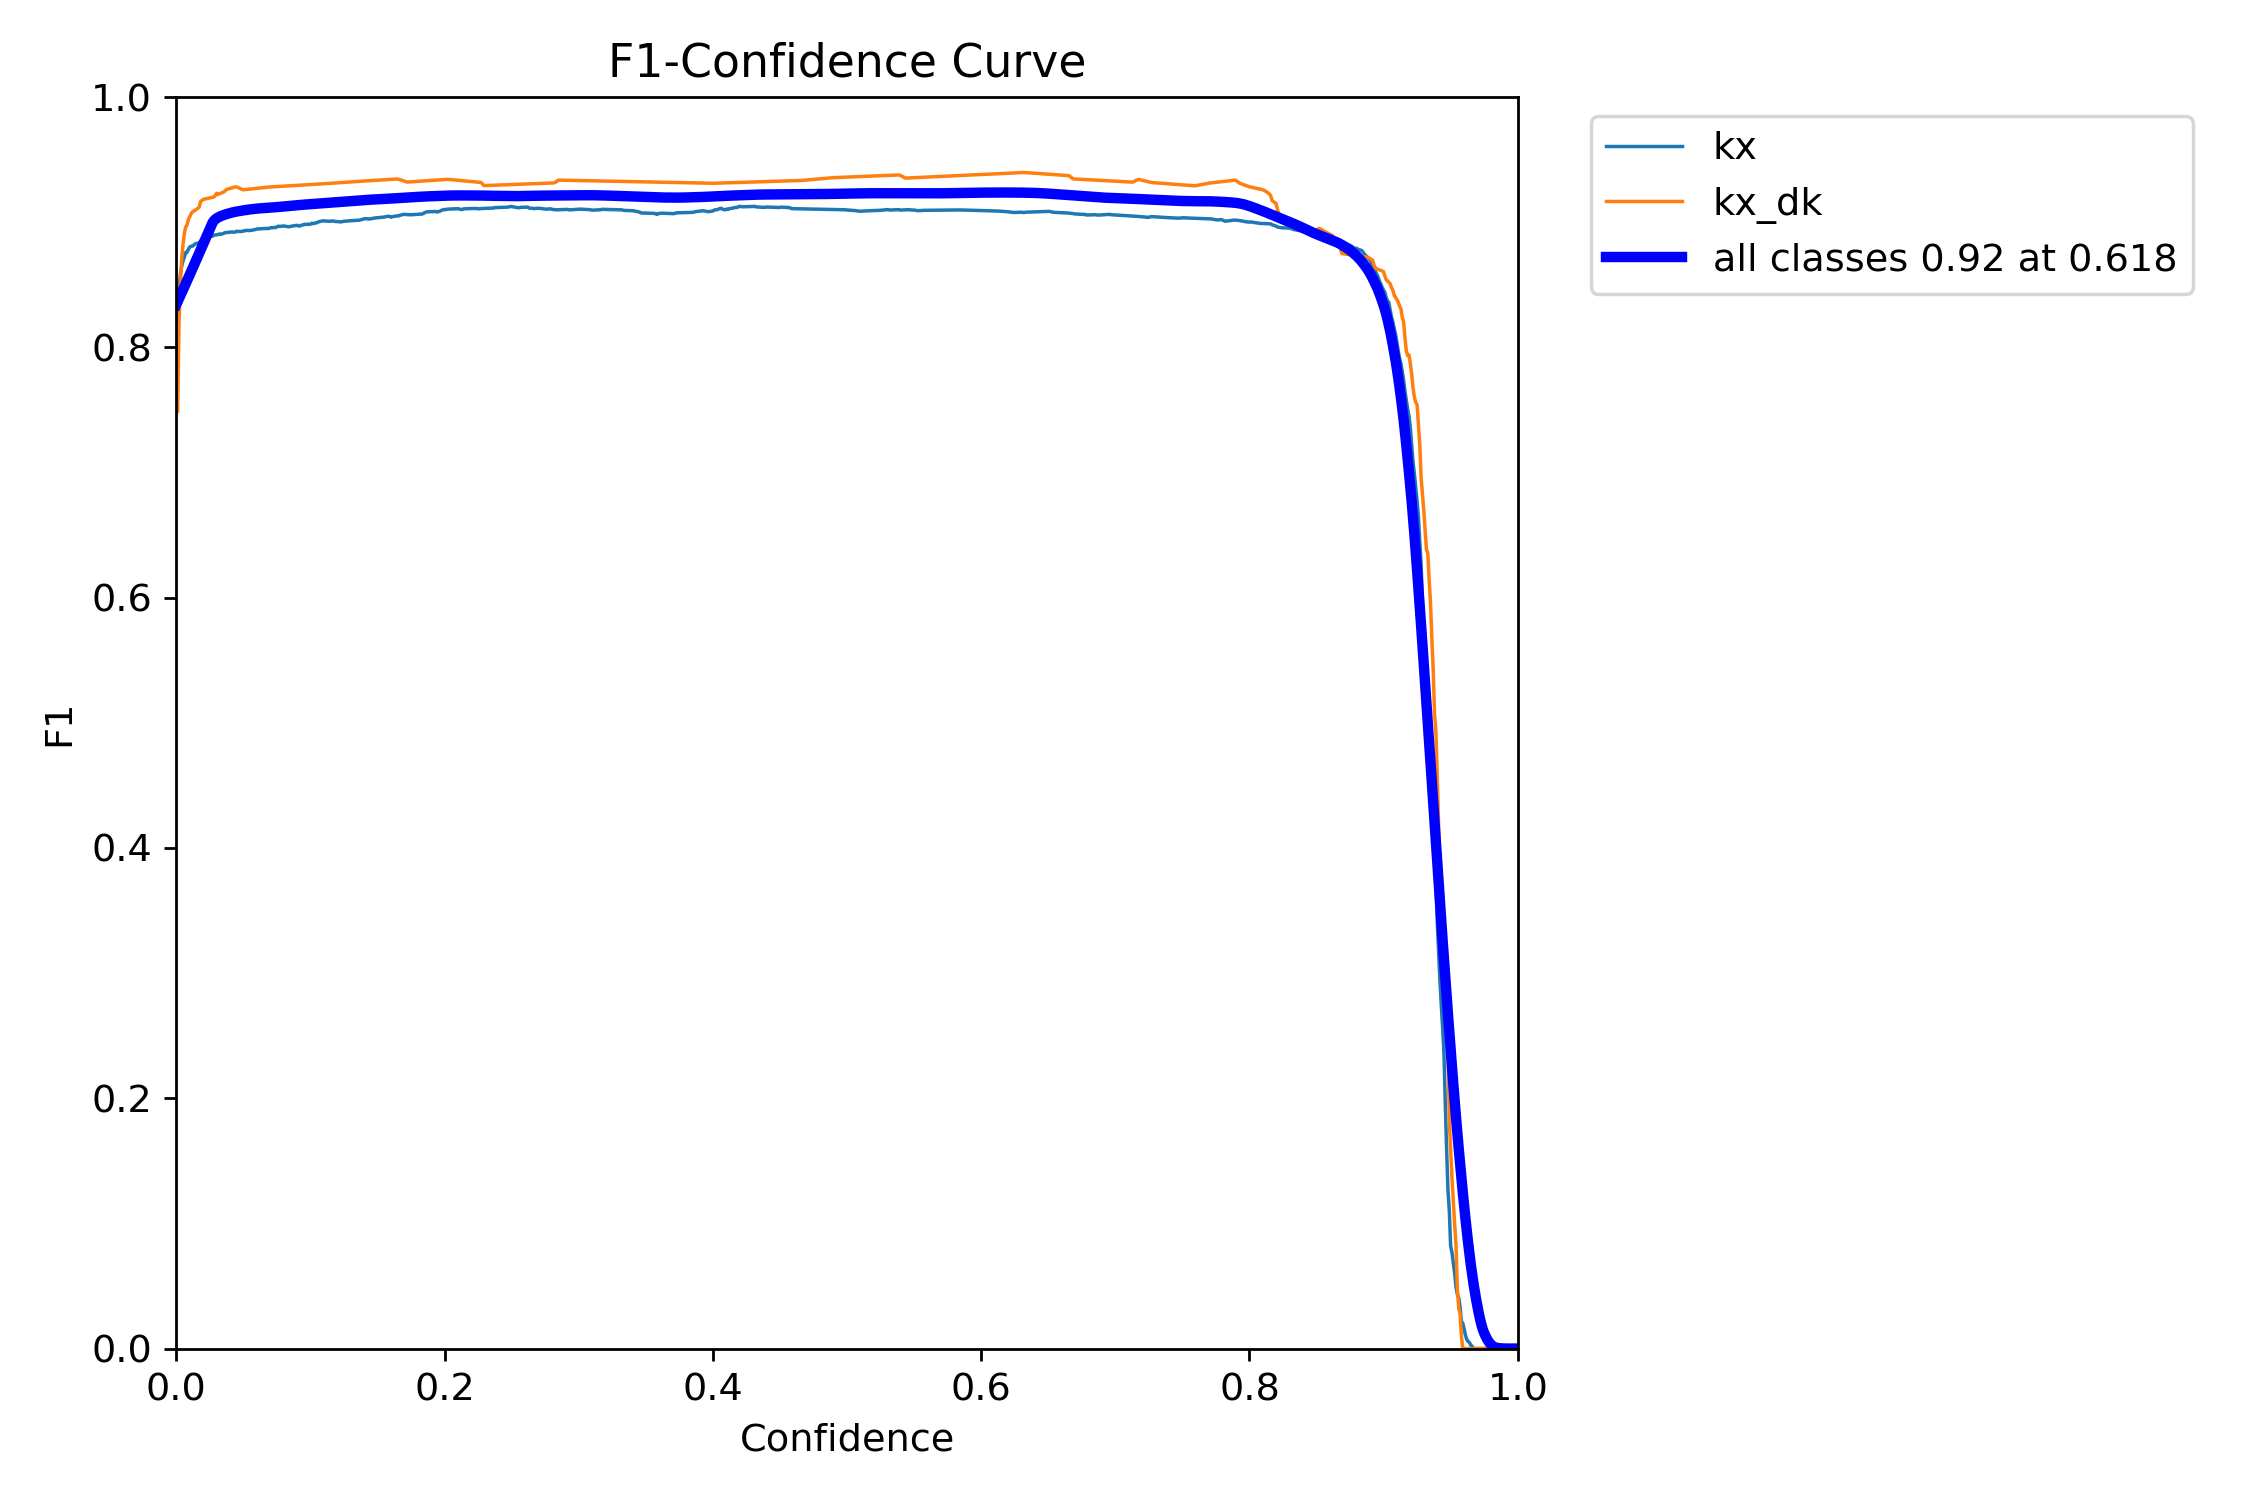 F1-Confidence Curve
1.0
0.8
0.6
0.4
0.2
0.0
F1
0.0 0.2 0.4 0.6 0.8 1.0
Confidence
kx
kx_dk
all classes 0.92 at 0.618